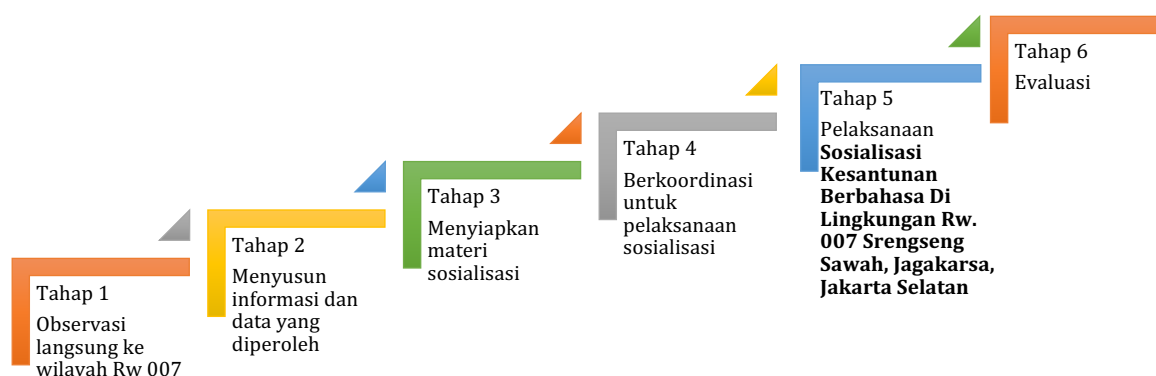 Tahap 1
Observasi
langsung ke
wilayah Rw 007
Tahap 2
Menyusun
informasi dan
data yang
diperoleh
Tahap 3
Menyiapkan
materi
sosialisasi
Tahap 4
Berkoordinasi
untuk
pelaksanaan
sosialisasi
Tahap 5
Pelaksanaan
Sosialisasi
Kesantunan
Berbahasa Di
Lingkungan Rw.
007 Srengseng
Sawah, Jagakarsa,
Jakarta Selatan
Tahap 6
Evaluasi